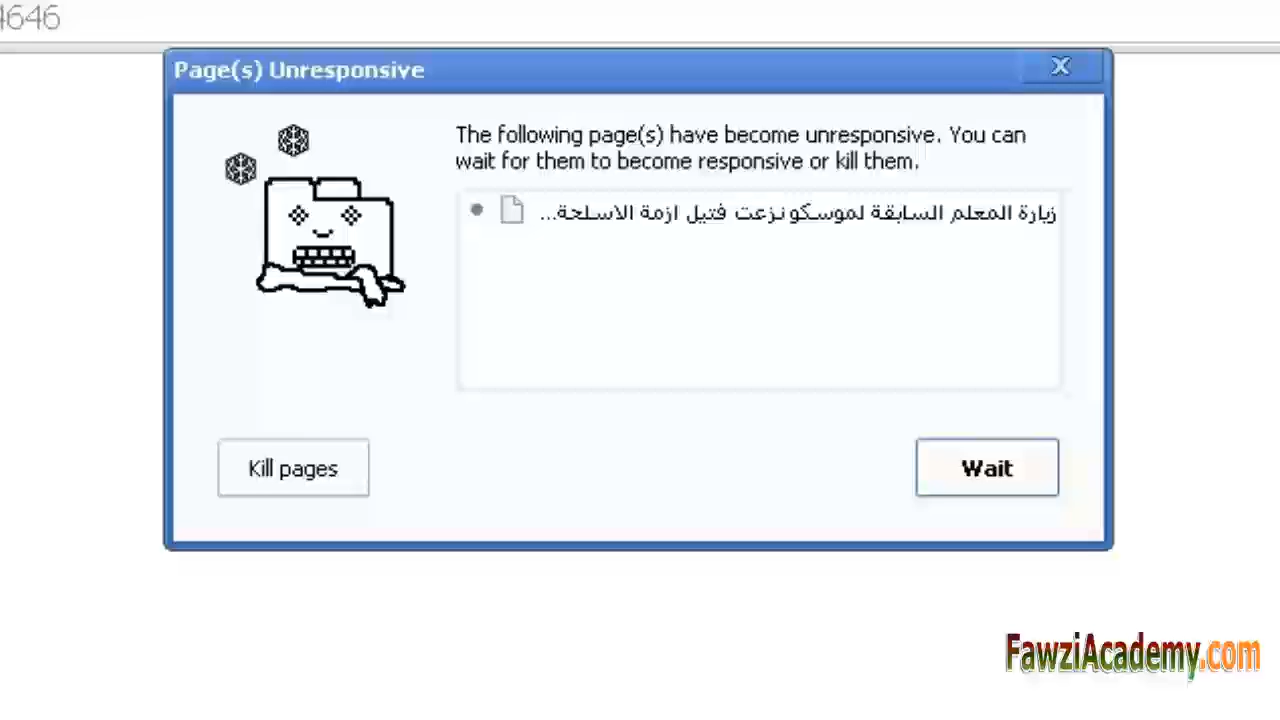 4646
Page(s) Unresponsive
X
The following page(s) have become unresponsive. You can
wait for them to become responsive or kill them.
زيارة المعلم السابقة لموسكو نزعت فتيل ازمة الاسلحة...
Kill pages
Wait
FawziAcademy.com